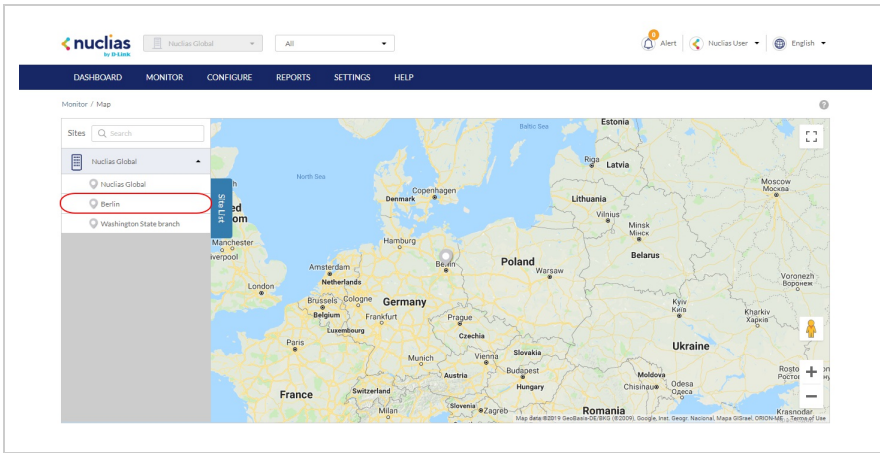 nuclias
by D-Link
Nuclias Global
All
0
Alert
Nuclias User
English
DASHBOARD MONITOR CONFIGURE REPORTS SETTINGS HELP
Monitor / Map
?
Sites
Search
Nuclias Global
Nuclias Global
Berlin
Washington State branch
Site List
Baltic Sea
Estonia
Riga
Latvia
North Sea
Moscow
Москва
Copenhagen
Denmark
Lithuania
Vilnius
Minsk
Мінск
Manchester
Hamburg
Belarus
Berlin
Poland
Warsaw
Amsterdam
Netherlands
London
Voronezh
Воронеж
Brussels
Cologne
Germany
Belgium
Frankfurt
Prague
Kyiv
Київ
Kharkiv
Харків
Luxembourg
Czechia
Paris
Ukraine
Munich
Vienna
Slovakia
Budapest
Austria
Hungary
Moldova
Chisinau
Odesa
Одеса
France
Switzerland
Slovenia
Zagreb
Milan
Romania
Krasnodar
Map data ©2019 GeoBasis-DE/BKG (©2009), Google, Inst. Geogr. Nacional, Mapa GISrael, ORION-ME
Terms of Use